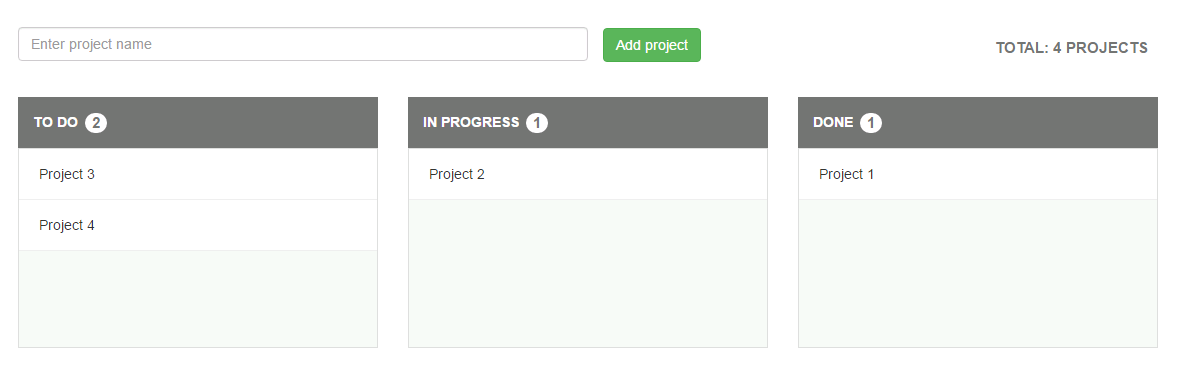 Enter project name
Add project
TOTAL: 4 PROJECTS
TO DO 2
Project 3
Project 4
IN PROGRESS 1
Project 2
DONE 1
Project 1